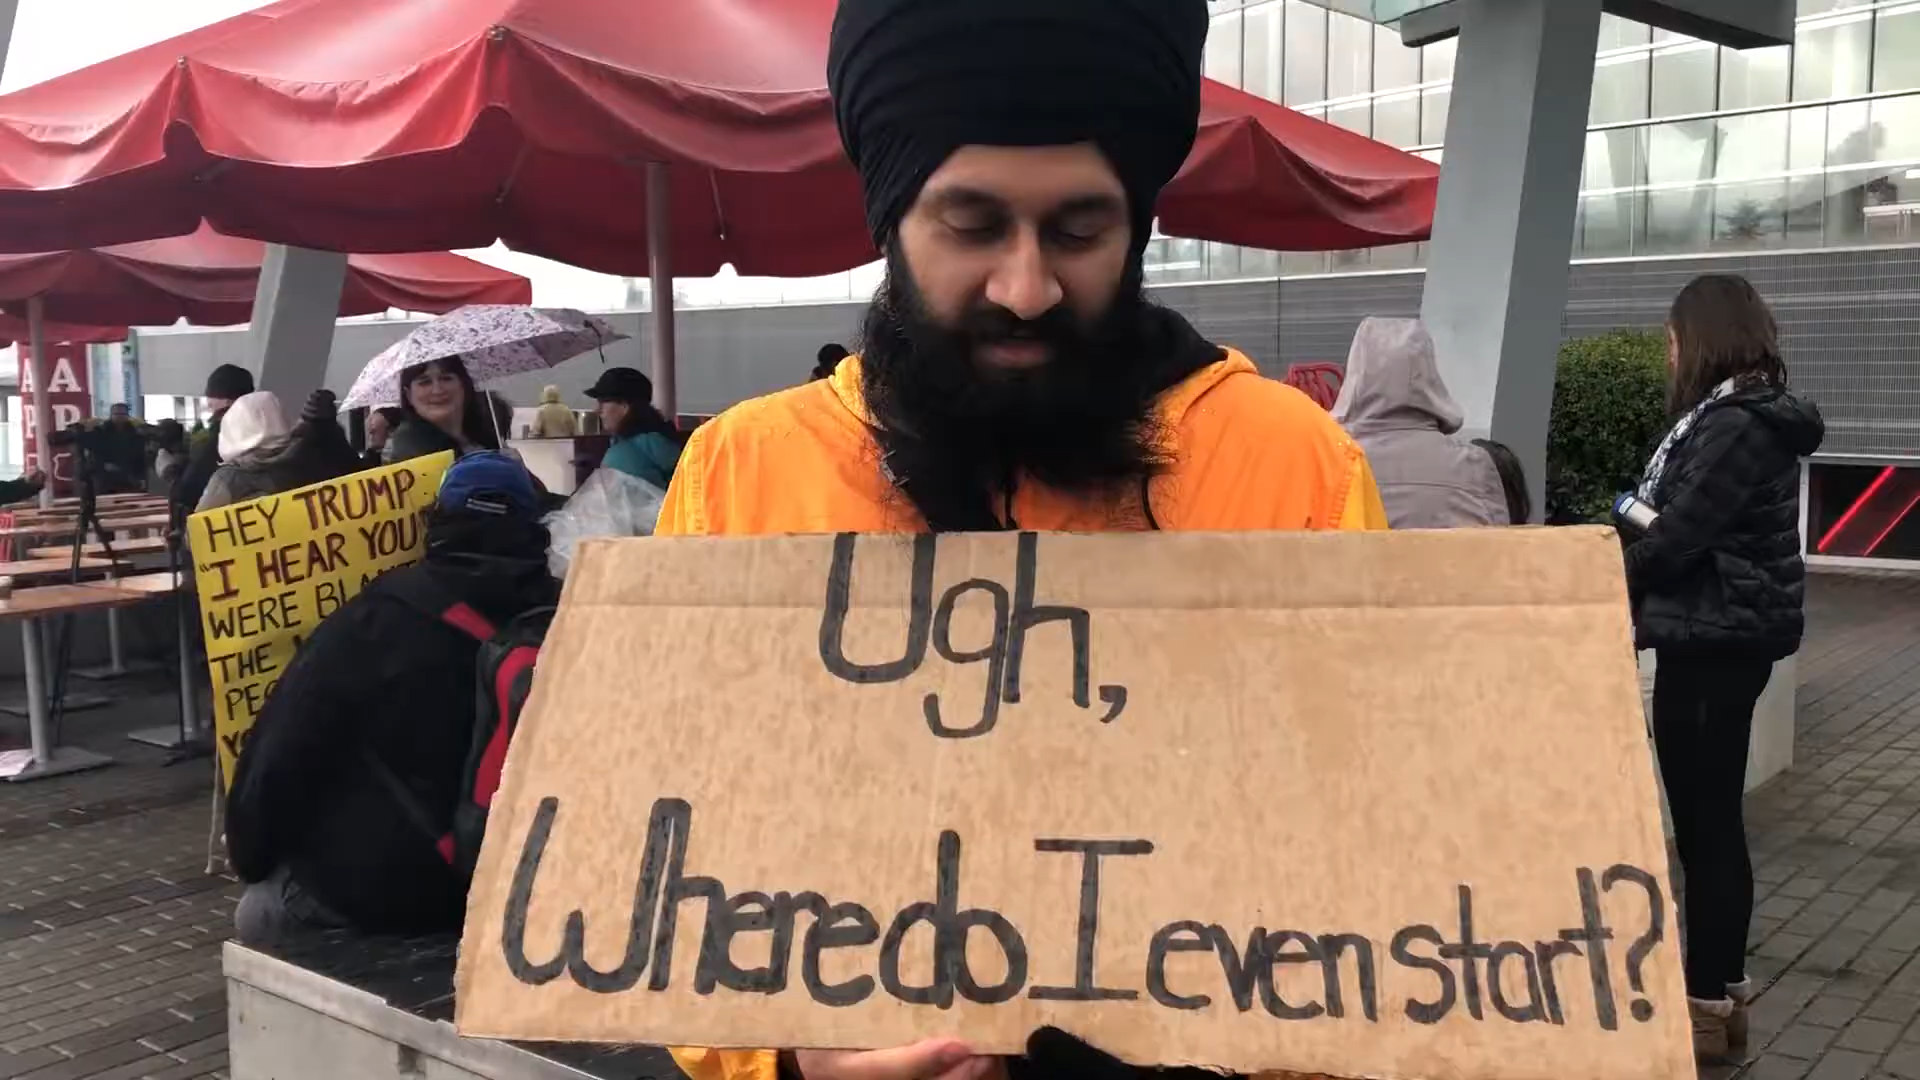 Ugh,
Where do I even start?
HEY TRUMP
"I HEAR YOU
WERE
THE